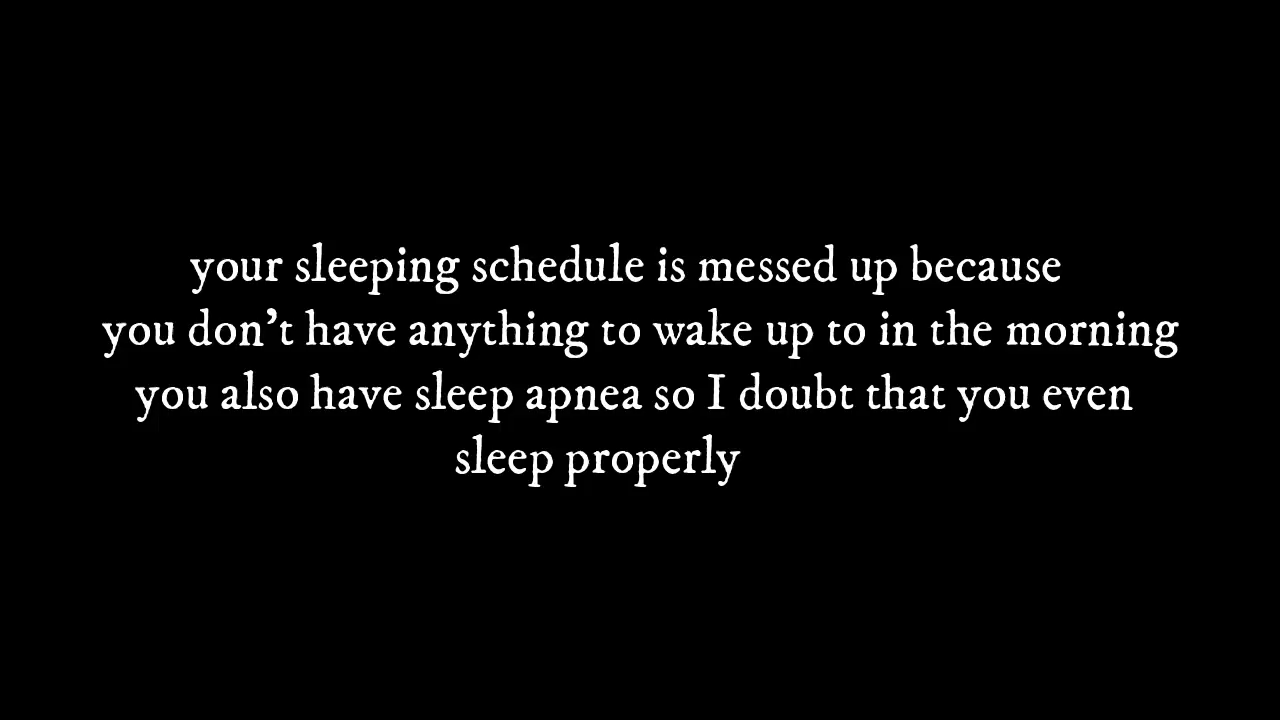 your sleeping schedule is messed up because
you don’t have anything to wake up to in the morning
you also have sleep apnea so I doubt that you even
sleep properly